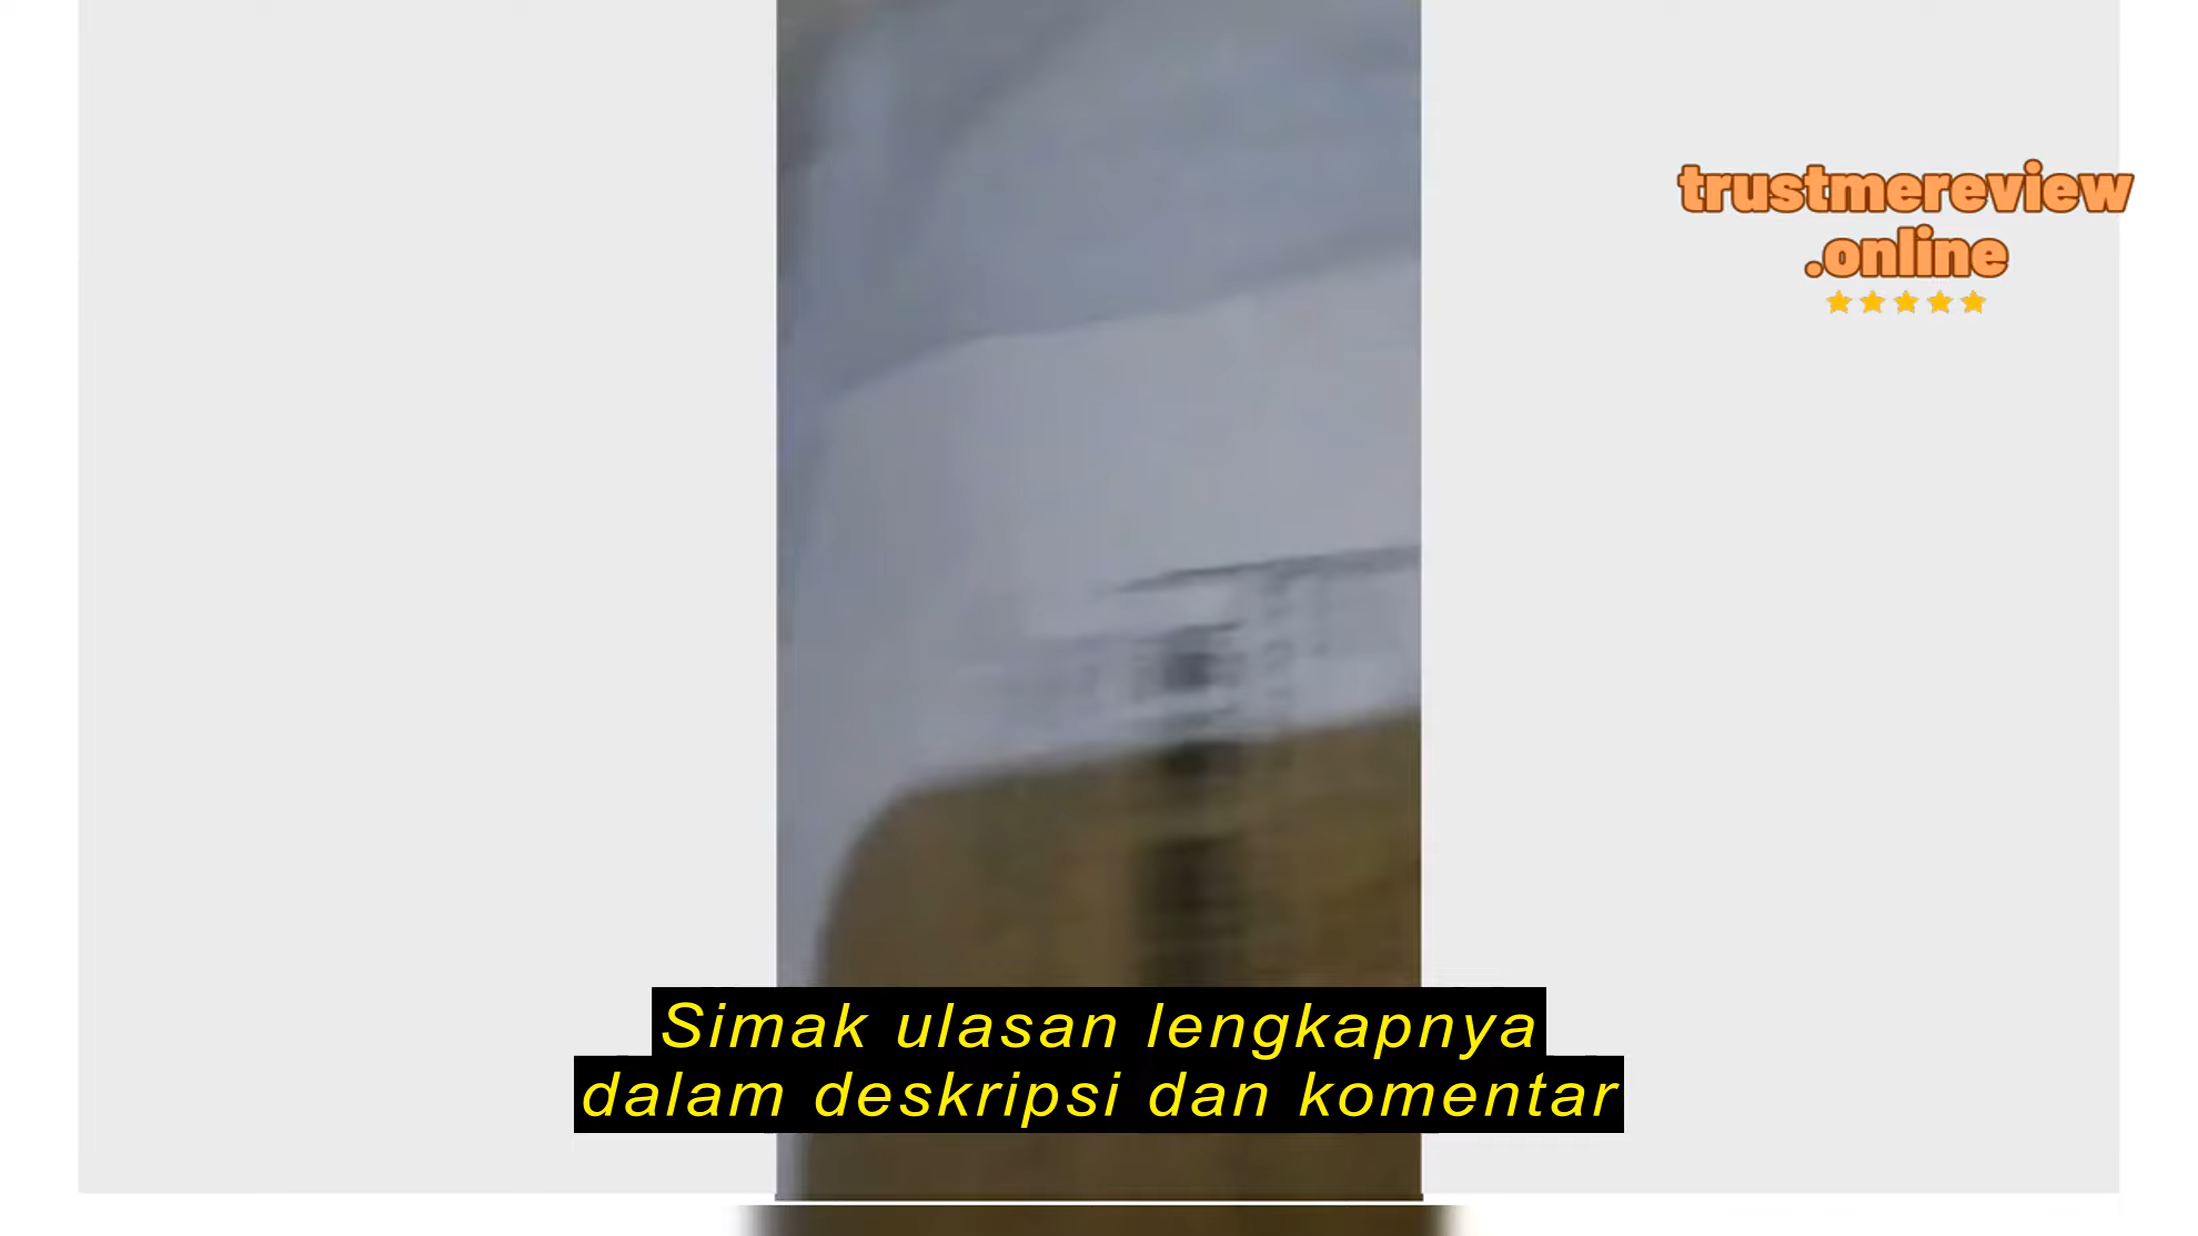 trustmereview
.online
Simak ulasan lengkapnya
dalam deskripsi dan komentar